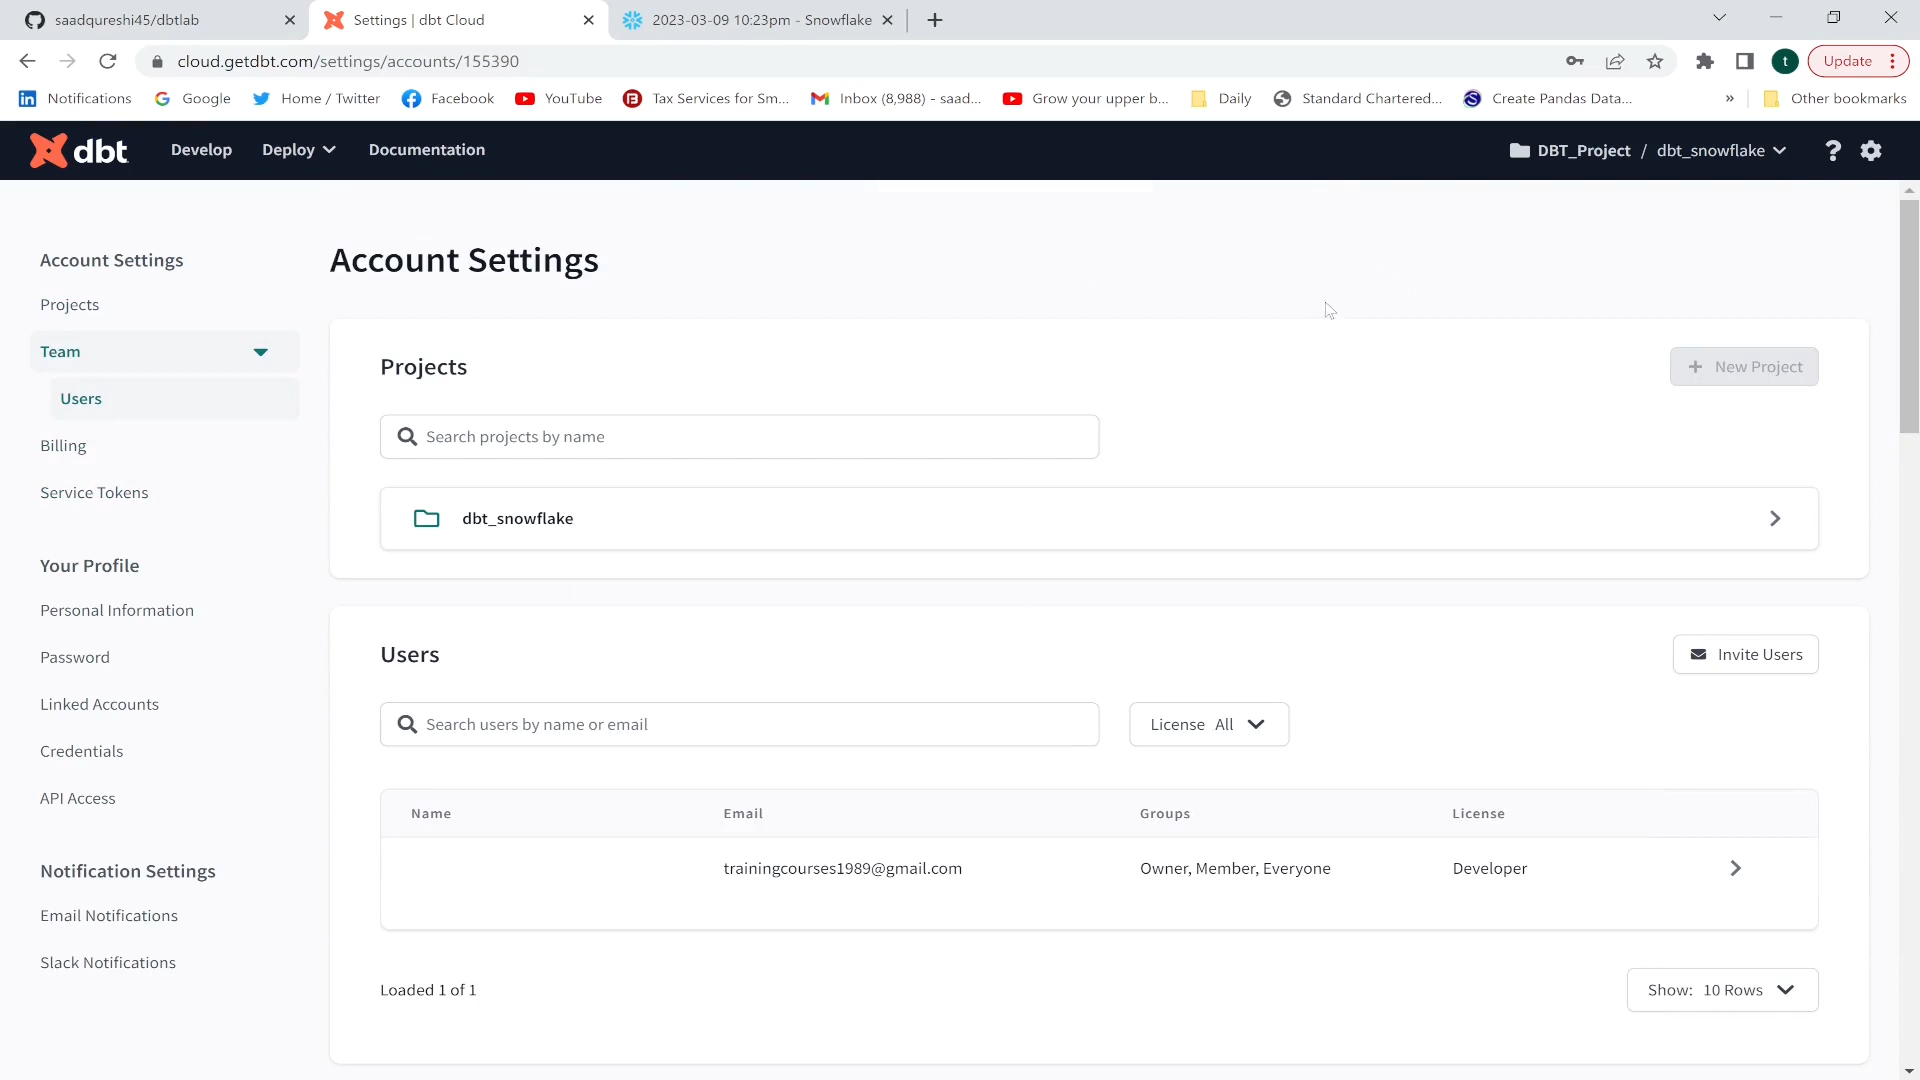 saadqureshi45/dbtlab
Settings | dbt Cloud
2023-03-09 10:23pm - Snowflake
cloud.getdbt.com/settings/accounts/155390
t
Update
Notifications
Google
Home / Twitter
Facebook
YouTube
Tax Services for Sm...
Inbox (8,988) - saad...
Grow your upper b...
Daily
Standard Chartered...
Create Pandas Data...
»
Other bookmarks
dbt
Develop
Deploy
Documentation
DBT_Project / dbt_snowflake
?
Account Settings
Projects
Team
Users
Billing
Service Tokens
Your Profile
Personal Information
Password
Linked Accounts
Credentials
API Access
Notification Settings
Email Notifications
Slack Notifications
Account Settings
Projects
+ New Project
Search projects by name
dbt_snowflake
Users
Invite Users
Search users by name or email
License All
Name Email Groups License
trainingcourses1989@gmail.com Owner, Member, Everyone Developer
Loaded 1 of 1
Show: 10 Rows